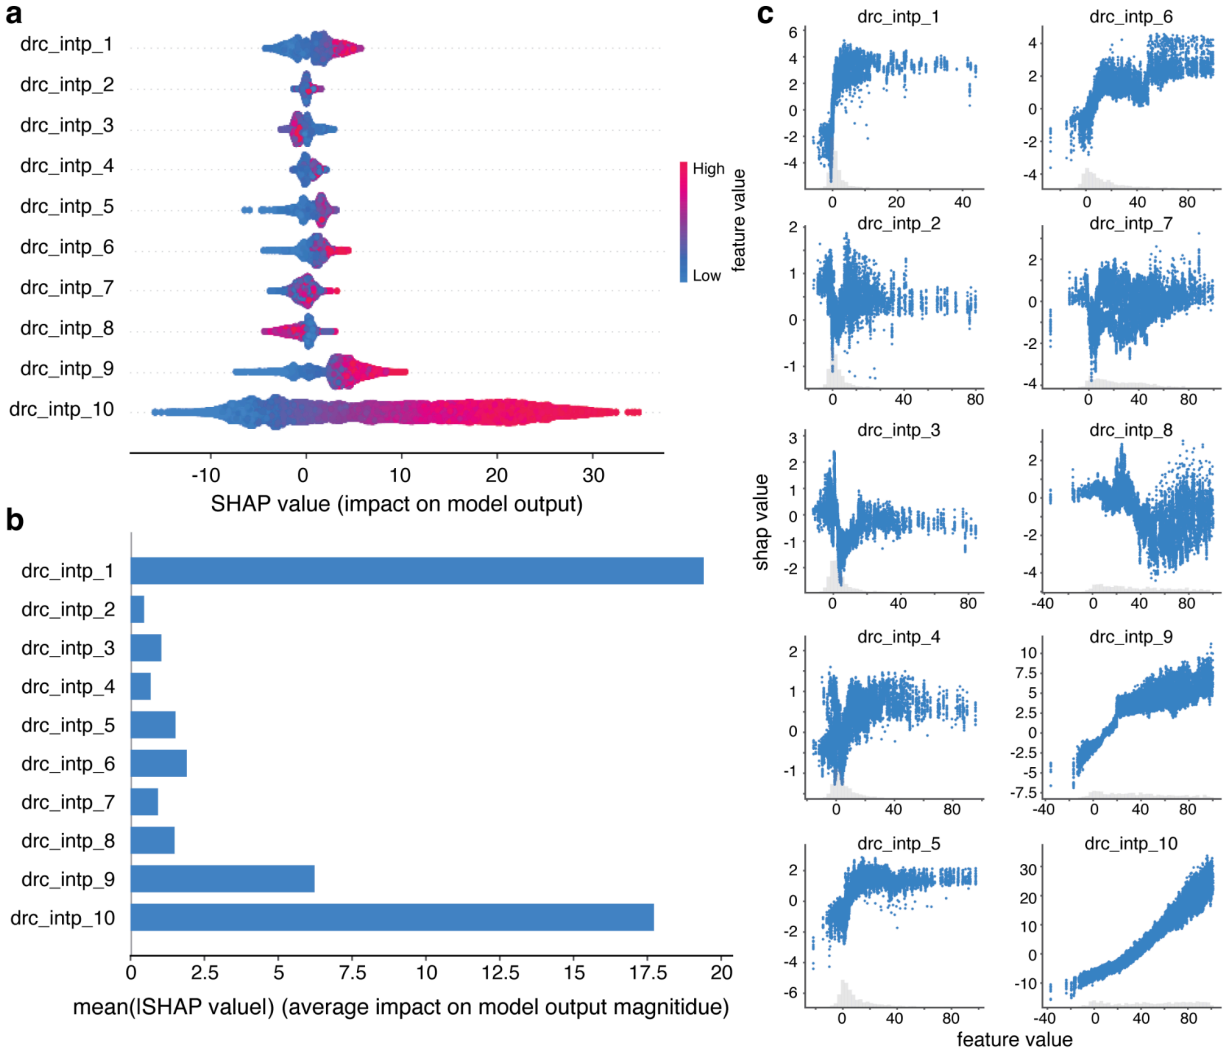 a
drc_intp_1
drc_intp_2
drc_intp_3
drc_intp_4
drc_intp_5
drc_intp_6
drc_intp_7
drc_intp_8
drc_intp_9
drc_intp_10
-10 0 10 20 30
SHAP value (impact on model output)
High
Low
feature value
b
drc_intp_1
drc_intp_2
drc_intp_3
drc_intp_4
drc_intp_5
drc_intp_6
drc_intp_7
drc_intp_8
drc_intp_9
drc_intp_10
0 2.5 5 7.5 10 12.5 15 17.5 20
mean(lSHAP valuel) (average impact on model output magnitidue)
c
drc_intp_1
6
4
2
0
-2
-4
0 20 40
drc_intp_6
4
2
0
-2
-4
0 40 80
drc_intp_2
2
1
0
-1
0 40 80
drc_intp_7
2
0
-2
-4
0 40 80
drc_intp_3
3
2
1
0
-1
-2
0 40 80
drc_intp_8
2
0
-2
-4
-40 0 40 80
shap value
drc_intp_4
2
1
0
-1
0 40 80
drc_intp_9
10
7.5
5
2.5
0
-2.5
-5
-7.5
-40 0 40 80
drc_intp_5
2
0
-2
-4
-6
0 40 80
drc_intp_10
30
20
10
0
-10
-40 0 40 80
feature value